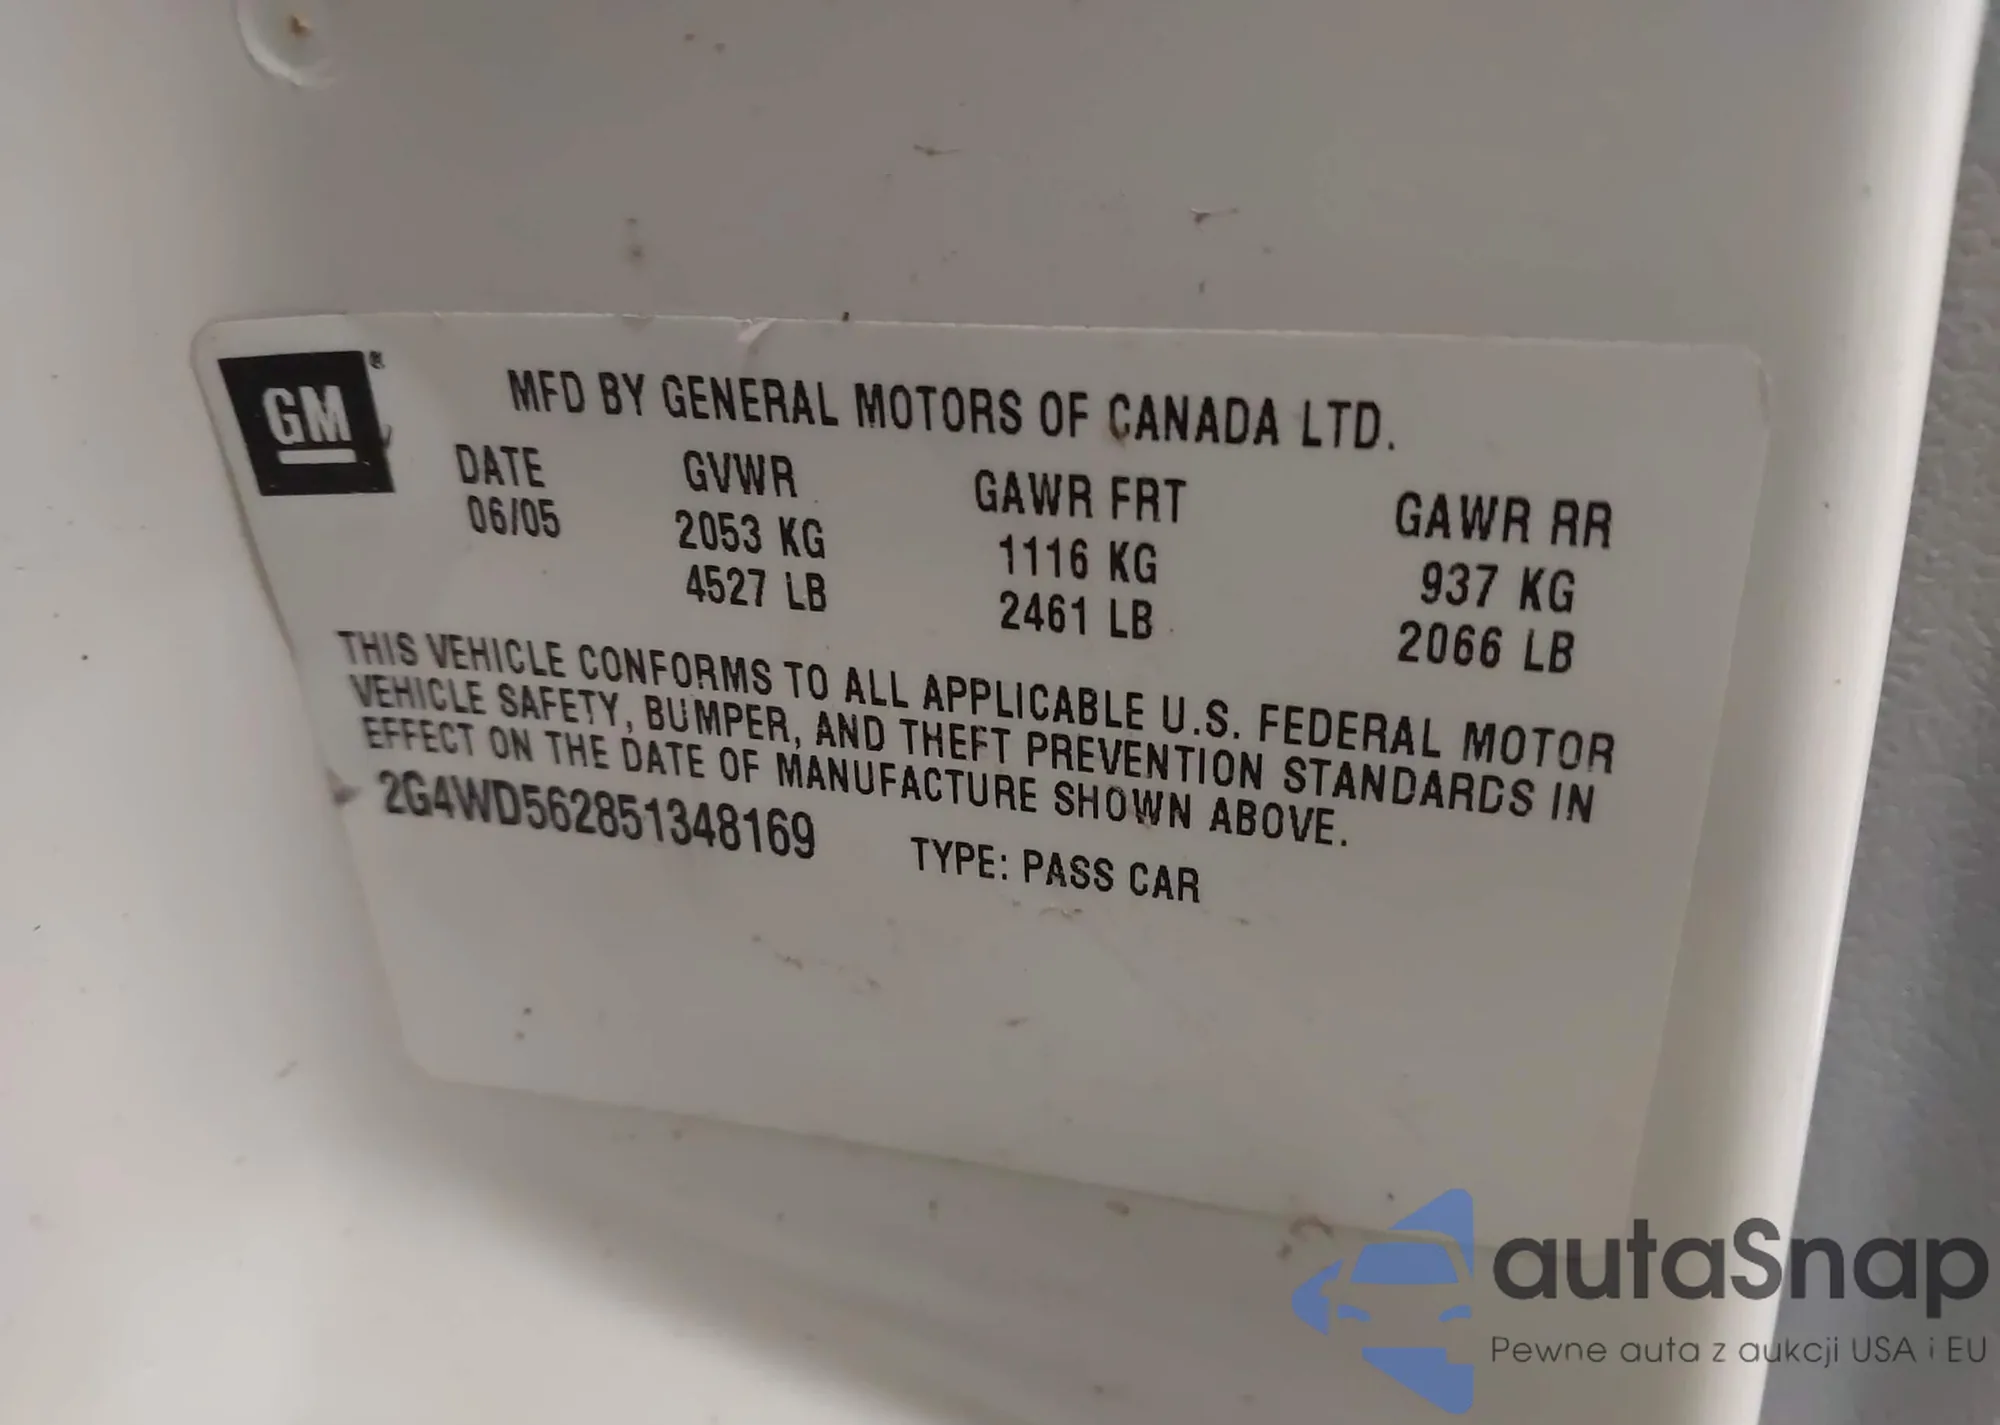 GM®
MFD BY GENERAL MOTORS OF CANADA LTD.
DATE GVWR GAWR FRT GAWR RR
06/05 2053 KG 1116 KG 937 KG
4527 LB 2461 LB 2066 LB
THIS VEHICLE CONFORMS TO ALL APPLICABLE U.S. FEDERAL MOTOR
VEHICLE SAFETY, BUMPER, AND THEFT PREVENTION STANDARDS IN
EFFECT ON THE DATE OF MANUFACTURE SHOWN ABOVE.
2G4WD562851348169 TYPE: PASS CAR
autaSnap
Pewne auta z aukcji USA i EU